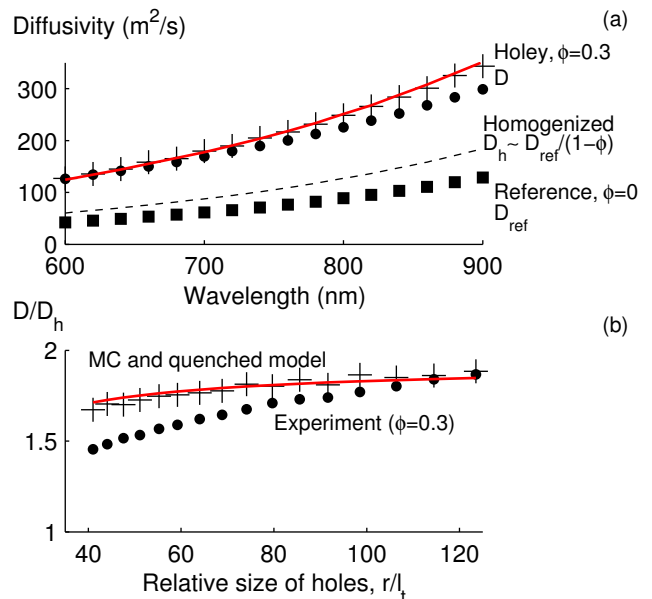 Diffusivity (m²/s)
(a)
Holey, ϕ=0.3
D
300
200
100
0
Homogenized
D_h~ D_ref/(1-ϕ)
Reference, ϕ=0
D_ref
600
700
800
900
Wavelength (nm)
D/D_h
(b)
2
1.5
1
MC and quenched model
Experiment (ϕ=0.3)
40
60
80
100
120
Relative size of holes, r/l_t